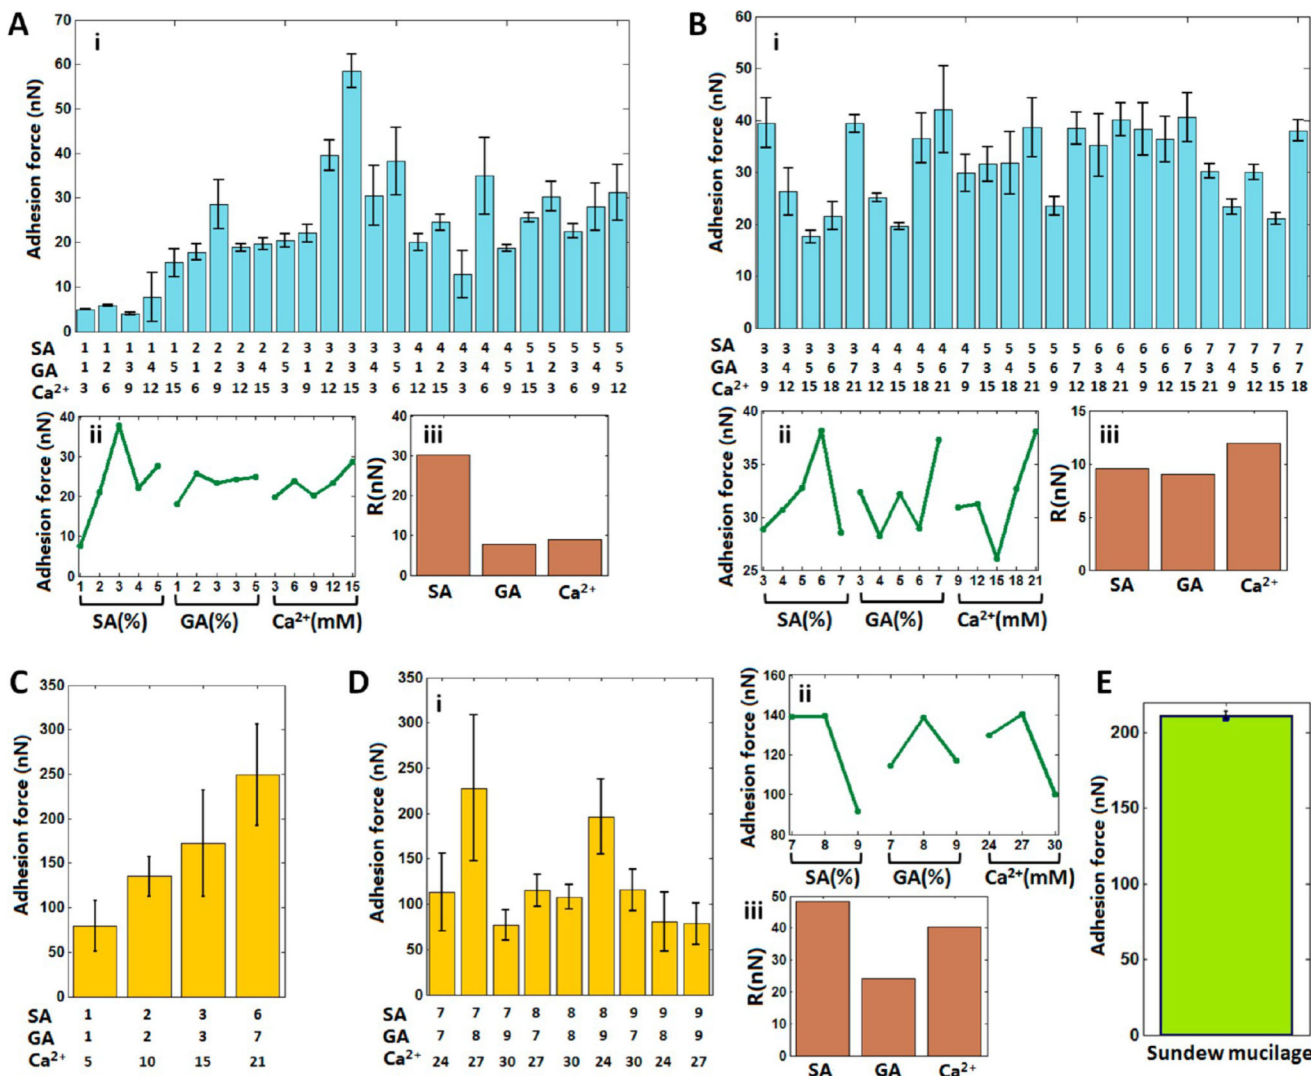 A
i
Adhesion force (nN)
70
60
50
40
30
20
10
0
SA 1 1 1 1 1 2 2 2 2 2 3 3 3 3 3 4 4 4 4 4 5 5 5 5 5
GA 1 2 3 4 5 1 2 3 4 5 1 2 3 4 5 1 2 3 4 5 1 2 3 4 5
Ca²⁺ 3 6 9 12 15 6 9 12 15 3 9 12 15 3 6 12 15 3 6 9 15 3 6 9 12
ii
Adhesion force (nN)
40
30
20
10
0
1 2 3 4 5 1 2 3 3 5 3 6 9 12 15
SA(%) GA(%) Ca²⁺(mM)
iii
R(nN)
40
30
20
10
0
SA GA Ca²⁺
B
i
Adhesion force (nN)
60
50
40
30
20
10
0
SA 3 3 3 3 3 4 4 4 4 4 5 5 5 5 5 6 6 6 6 6 7 7 7 7 7
GA 3 4 5 6 7 3 4 5 6 7 3 4 5 6 7 3 4 5 6 7 3 4 5 6 7
Ca²⁺ 9 12 15 18 21 12 15 18 21 9 15 18 21 9 12 18 21 9 12 15 21 9 12 15 18
ii
Adhesion force (nN)
40
35
30
25
3 4 5 6 7 3 4 5 6 7 9 12 15 18 21
SA(%) GA(%) Ca²⁺(mM)
iii
R(nN)
15
10
5
0
SA GA Ca²⁺
C
Adhesion force (nN)
350
300
250
200
150
100
50
0
SA 1 2 3 6
GA 1 2 3 7
Ca²⁺ 5 10 15 21
D
i
Adhesion force (nN)
350
300
250
200
150
100
50
0
SA 7 7 7 8 8 8 9 9 9
GA 7 8 9 7 8 9 7 8 9
Ca²⁺ 24 27 30 27 30 24 30 24 27
ii
Adhesion force (nN)
160
140
120
100
80
7 8 9 7 8 9 24 27 30
SA(%) GA(%) Ca²⁺(mM)
iii
R(nN)
50
40
30
20
10
0
SA GA Ca²⁺
E
Adhesion force (nN)
200
150
100
50
0
Sundew mucilage